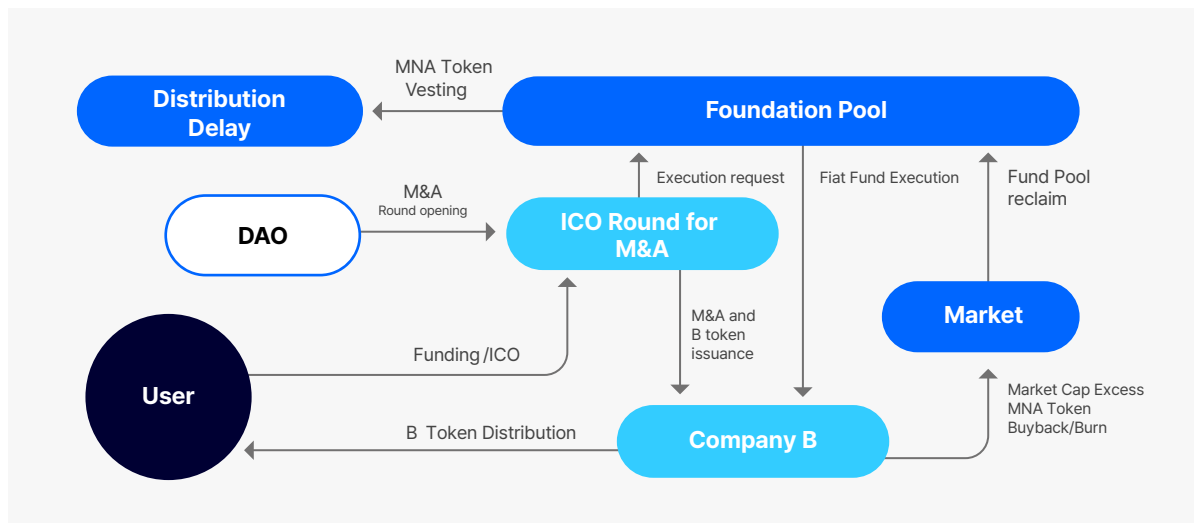 MNA Token
Vesting
Distribution
Delay
Foundation Pool
Execution request
Fiat Fund Execution
Fund Pool
reclaim
M&A
Round opening
DAO
ICO Round for
M&A
Market
M&A and
B token
issuance
Funding/ICO
User
Market Cap Excess
MNA Token
Buyback/Burn
B Token Distribution
Company B